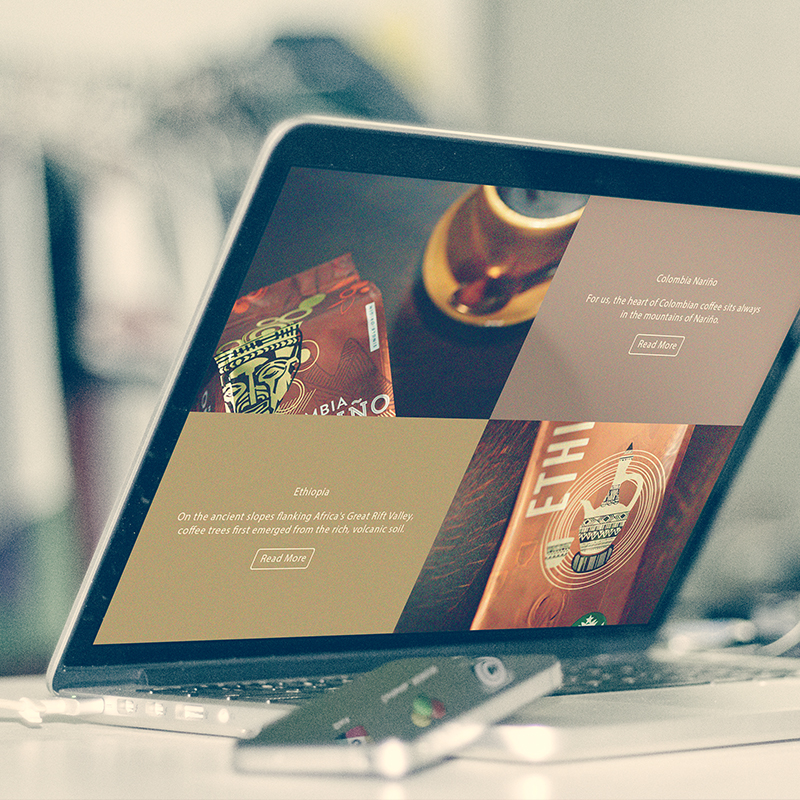 Colombia Nariño
For us, the heart of Colombian coffee sits always
in the mountains of Nariño.
Read More
Ethiopia
On the ancient slopes flanking Africa's Great Rift Valley,
coffee trees first emerged from the rich, volcanic soil.
Read More
ETHI